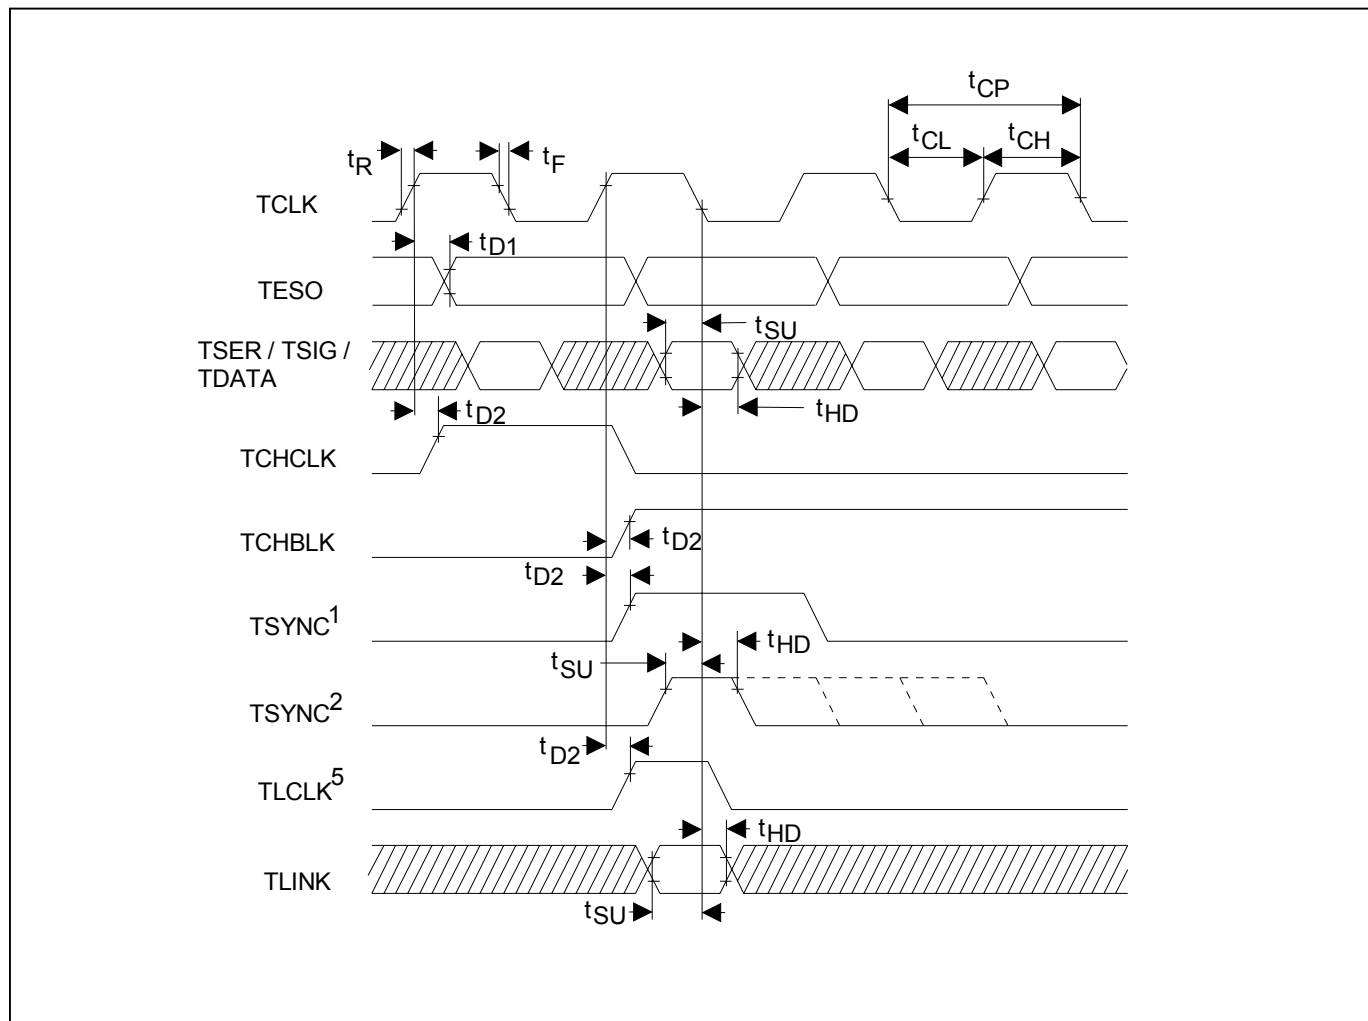 tCP
tCL tCH
tR tF
TCLK
tD1
TESO
tSU
TSER / TSIG /
TDATA
tHD
tD2
TCHCLK
TCHBLK
tD2
tD2
TSYNC1
tHD
tSU
TSYNC2
tD2
TLCLK5
tHD
TLINK
tSU